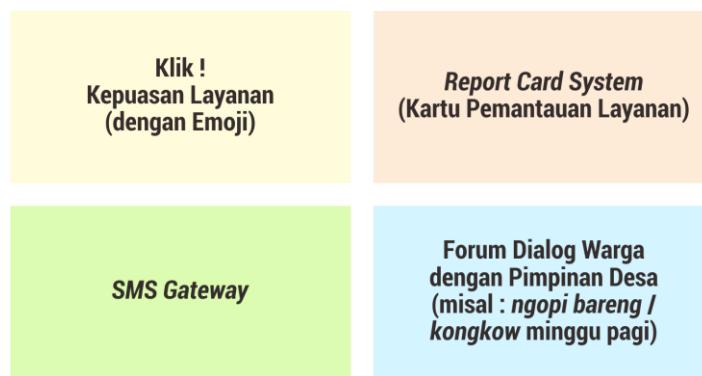 Klik !
Kepuasan Layanan
(dengan Emoji)
Report Card System
(Kartu Pemantauan Layanan)
SMS Gateway
Forum Dialog Warga
dengan Pimpinan Desa
(misal : ngopi bareng /
kongkow minggu pagi)